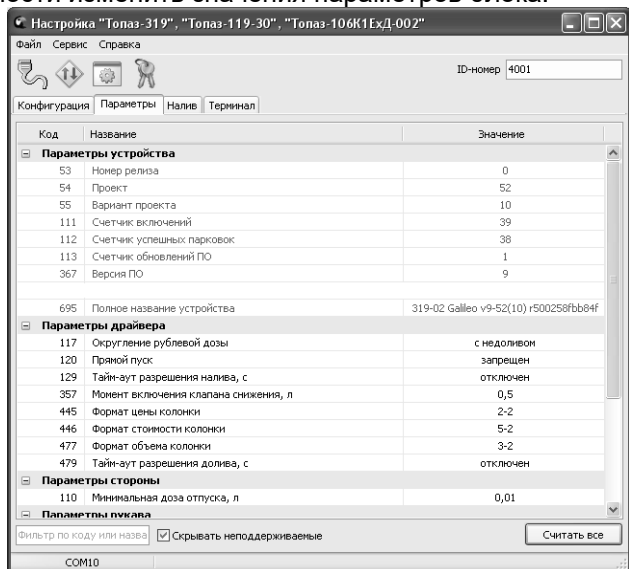 ности изменить значения параметров блока.
Настройка "Топаз-319", "Топаз-119-30", "Топаз-106К1ЕхД-002"
Файл Сервис Справка
ID-номер 4001
Конфигурация Параметры Налив Терминал
Код Название Значение
Параметры устройства
53 Номер релиза 0
54 Проект 52
55 Вариант проекта 10
111 Счетчик включений 39
112 Счетчик успешных парковок 38
113 Счетчик обновлений ПО 1
367 Версия ПО 9
695 Полное название устройства 319-02 Galileo v9-52(10) r500258fbb84f
Параметры драйвера
117 Округление рублевой дозы с недоливом
120 Прямой пуск запрещен
129 Тайм-аут разрешения налива, с отключен
357 Момент включения клапана снижения, л 0,5
445 Формат цены колонки 2-2
446 Формат стоимости колонки 5-2
477 Формат объема колонки 3-2
479 Тайм-аут разрешения долива, с отключен
Параметры стороны
110 Минимальная доза отпуска, л 0,01
Параметры рукава
Фильтр по коду или назва Скрывать неподдерживаемые Считать все
COM10